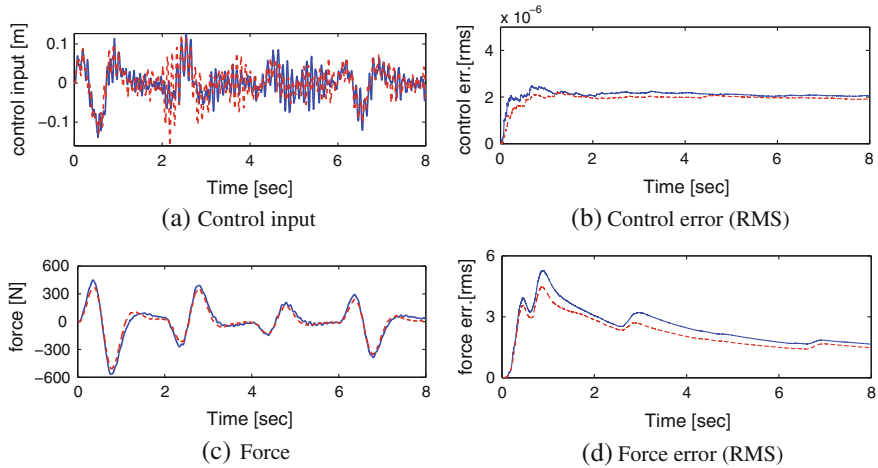 control input [m]
0.1
0
−0.1
0
2
4
6
8
Time [sec]
(a) Control input
x 10⁻⁶
control err.[rms]
4
2
0
0
2
4
6
8
Time [sec]
(b) Control error (RMS)
force [N]
600
300
0
−300
−600
0
2
4
6
8
Time [sec]
(c) Force
force err.[rms]
6
3
0
0
2
4
6
8
Time [sec]
(d) Force error (RMS)